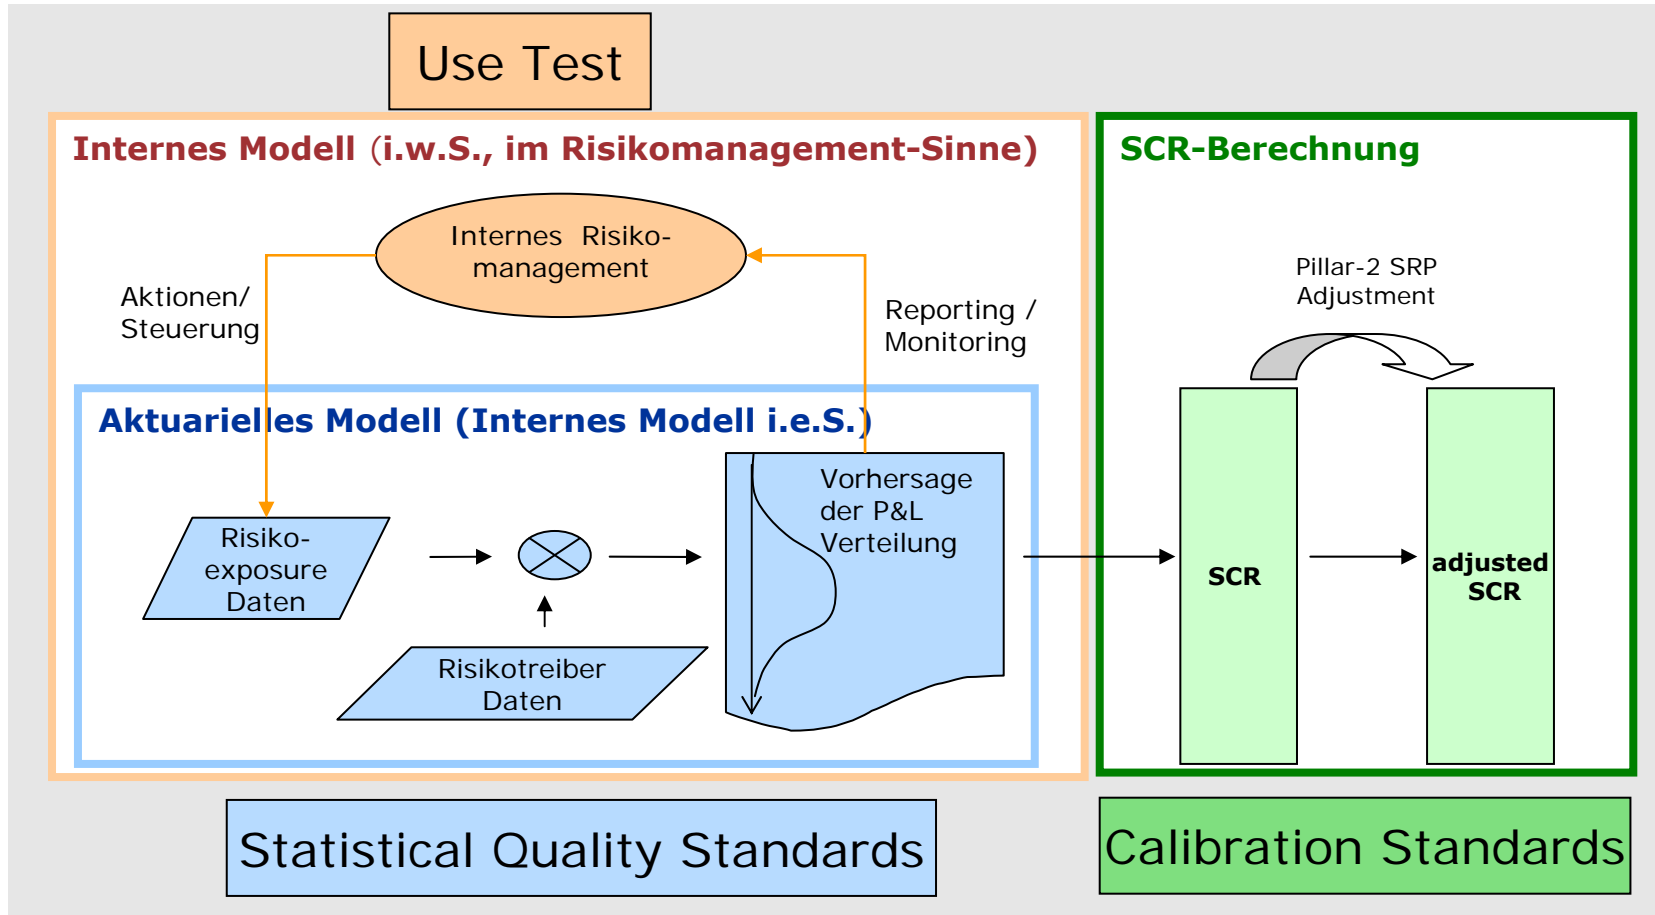 Use Test
Internes Modell (i.w.S., im Risikomanagement-Sinne)
SCR-Berechnung
Internes Risiko-
management
Aktionen/
Steuerung
Reporting /
Monitoring
Pillar-2 SRP
Adjustment
Aktuarielles Modell (Internes Modell i.e.S.)
Risiko-
exposure
Daten
Risikotreiber
Daten
Vorhersage
der P&L
Verteilung
SCR
adjusted
SCR
Statistical Quality Standards
Calibration Standards